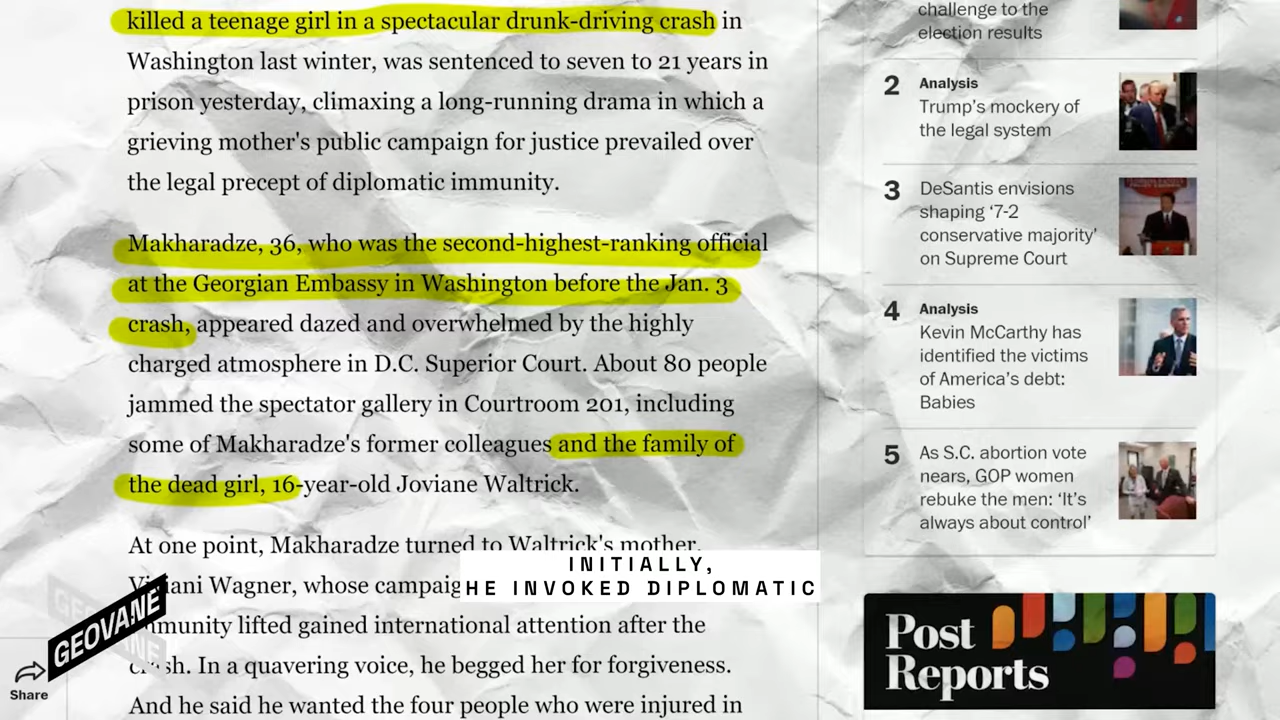 killed a teenage girl in a spectacular drunk-driving crash in
Washington last winter, was sentenced to seven to 21 years in
prison yesterday, climaxing a long-running drama in which a
grieving mother's public campaign for justice prevailed over
the legal precept of diplomatic immunity.
Makharadze, 36, who was the second-highest-ranking official
at the Georgian Embassy in Washington before the Jan. 3
crash, appeared dazed and overwhelmed by the highly
charged atmosphere in D.C. Superior Court. About 80 people
jammed the spectator gallery in Courtroom 201, including
some of Makharadze's former colleagues and the family of
the dead girl, 16-year-old Joviane Waltrick.
At one point, Makharadze turned to Waltrick's mother,
Viviani Wagner, whose campaig
immunity lifted gained international attention after the
crash. In a quavering voice, he begged her for forgiveness.
And he said he wanted the four people who were injured in
INITIALLY,
HE INVOKED DIPLOMATIC
GEOVANE
Share
challenge to the
election results
2
Analysis
Trump's mockery of
the legal system
3
DeSantis envisions
shaping ‘7-2
conservative majority’
on Supreme Court
4
Analysis
Kevin McCarthy has
identified the victims
of America’s debt:
Babies
5
As S.C. abortion vote
nears, GOP women
rebuke the men: ‘It’s
always about control’
Post
Reports